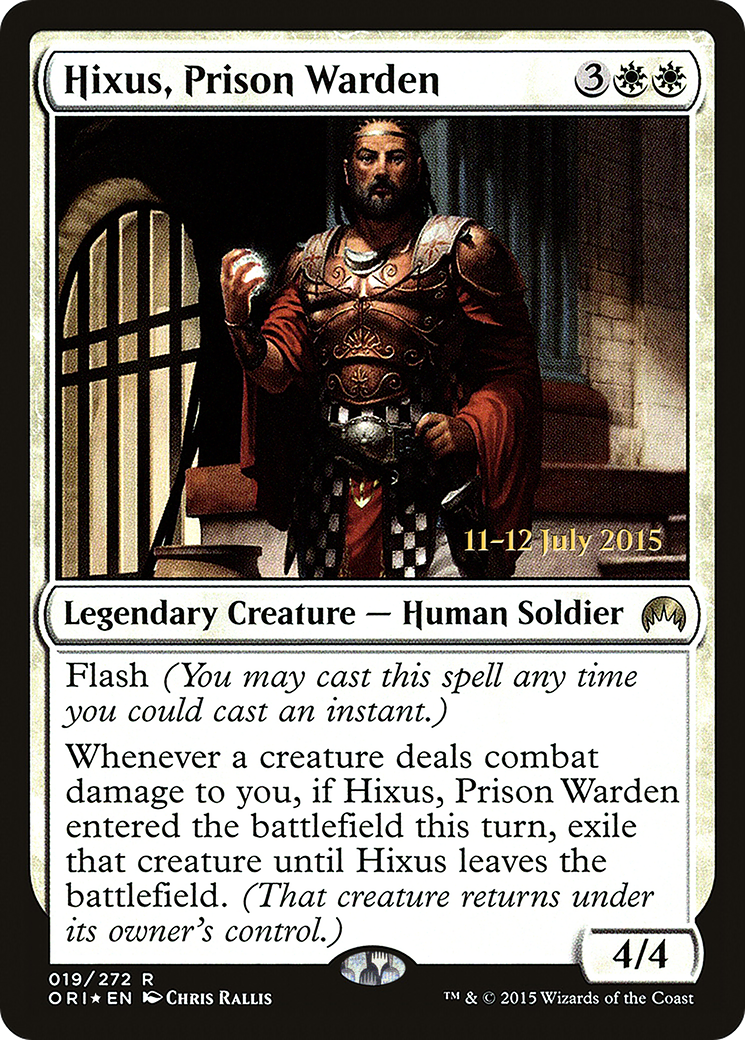 Hixus, Prison Warden 3
11–12 July 2015
Legendary Creature — Human Soldier
Flash (You may cast this spell any time
you could cast an instant.)
Whenever a creature deals combat
damage to you, if Hixus, Prison Warden
entered the battlefield this turn, exile
that creature until Hixus leaves the
battlefield. (That creature returns under
its owner's control.)
4/4
019/272 R
ORI★EN Chris Rallis
™ & © 2015 Wizards of the Coast